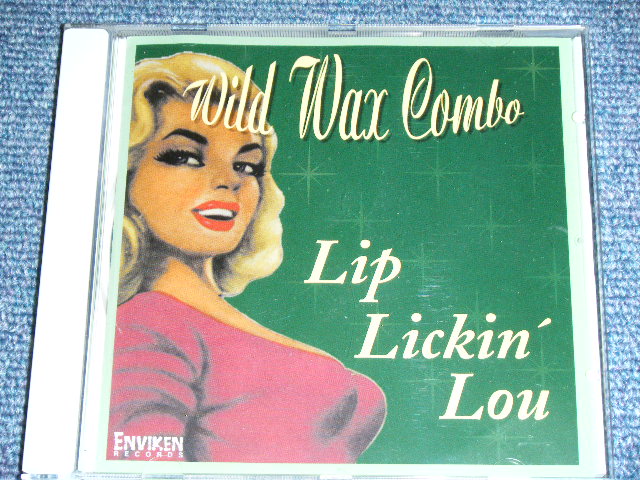 Wild Wax Combo
Lip
Lickin´
Lou
ENVIKEN
RECORDS